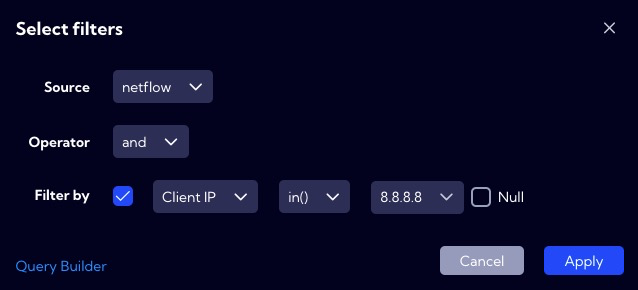 Select filters
Source netflow
Operator and
Filter by Client IP in() 8.8.8.8 Null
Query Builder Cancel Apply